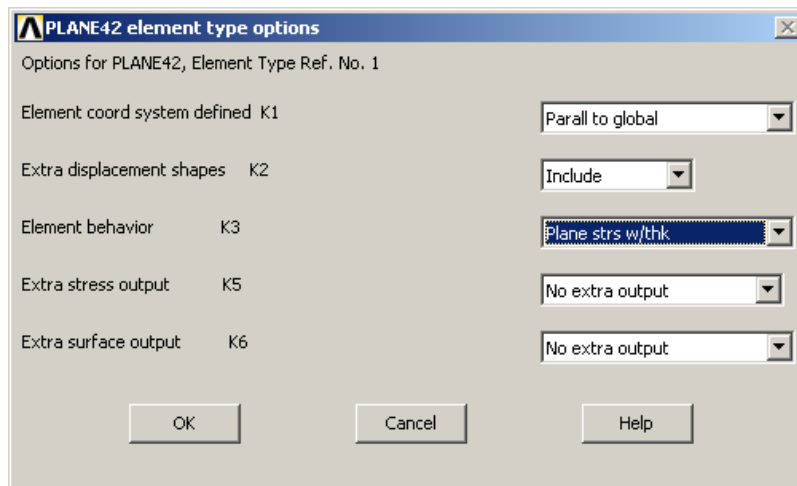 PLANE42 element type options
Options for PLANE42, Element Type Ref. No. 1
Element coord system defined K1 Parall to global
Extra displacement shapes K2 Include
Element behavior K3 Plane strs w/thk
Extra stress output K5 No extra output
Extra surface output K6 No extra output
OK Cancel Help